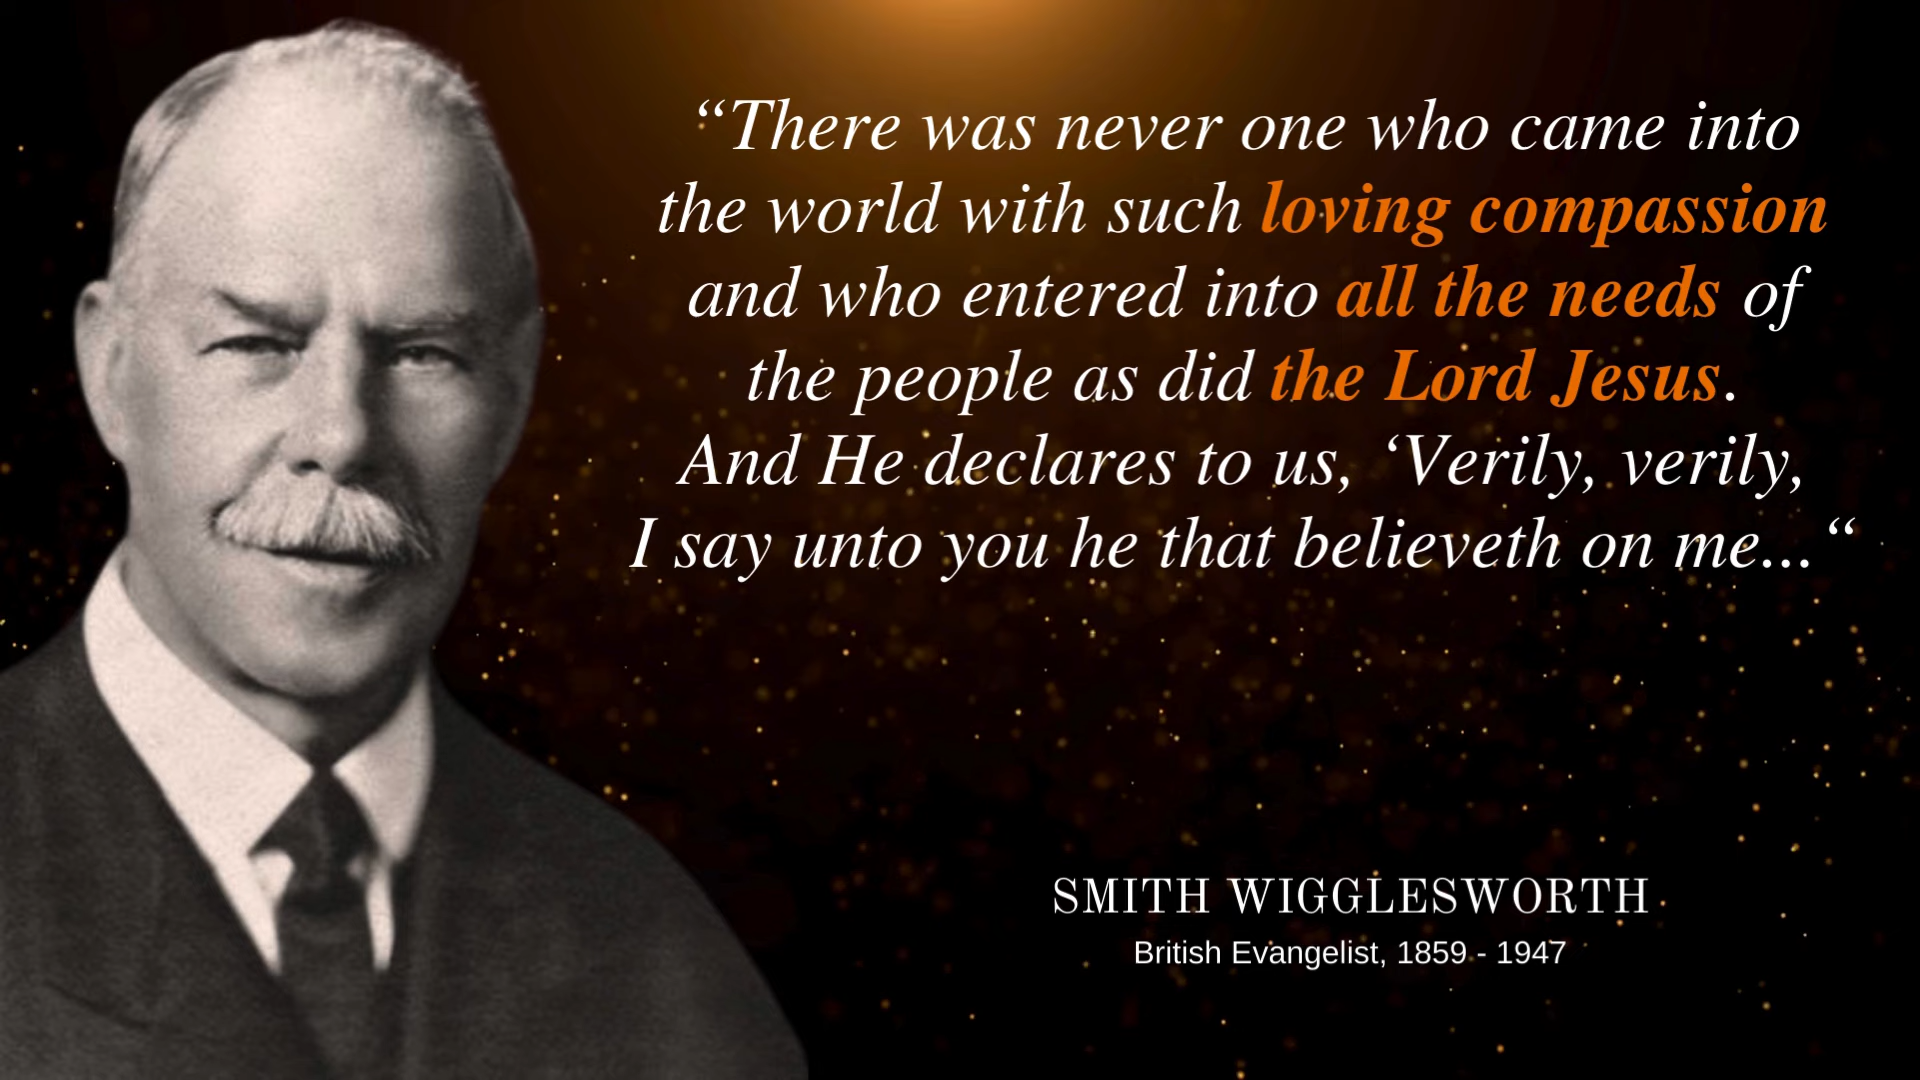 “There was never one who came into
the world with such loving compassion
and who entered into all the needs of
the people as did the Lord Jesus.
And He declares to us, ‘Verily, verily,
I say unto you he that believeth on me...“
SMITH WIGGLESWORTH
British Evangelist, 1859 - 1947